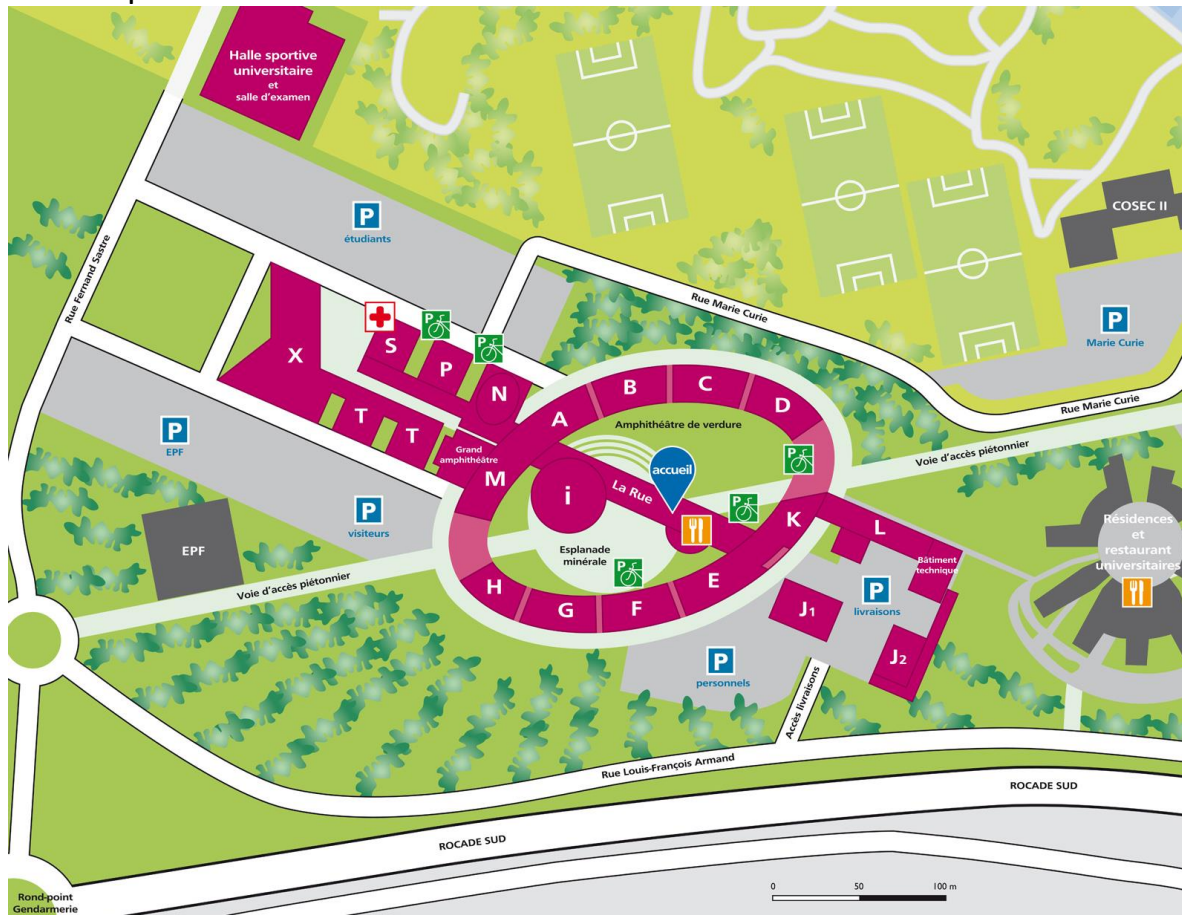 Halle sportive
universitaire
et
salle d'examen
COSEC II
P
étudiants
Rue Fernand Sastre
Rue Marie Curie
P
Marie Curie
Rue Marie Curie
X
S
P
P
P
N
T
T
Grand
amphithéâtre
A
B
C
D
Amphithéâtre de verdure
P
Voie d'accès piétonnier
P
EPF
M
i
La Rue
accueil
P
K
L
Bâtiment
technique
Résidences
et
restaurant
universitaires
P
visiteurs
EPF
Esplanade
minérale
P
Voie d'accès piétonnier
H
G
F
E
J1
P
livraisons
J2
P
personnels
Accès livraisons
Rue Louis-François Armand
ROCADE SUD
ROCADE SUD
Rond-point
Gendarmerie
0 50 100 m